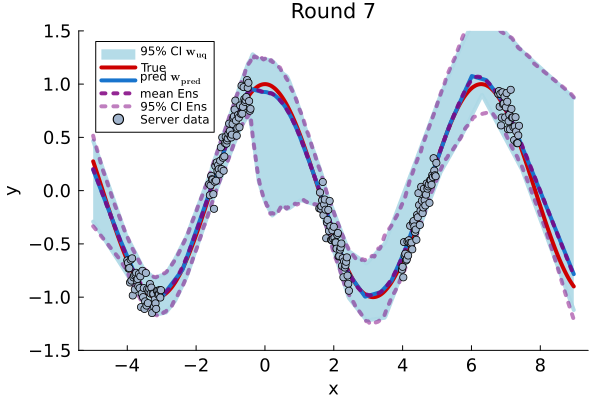 Round 7
95% CI w_uq
True
pred w_pred
mean Ens
95% CI Ens
Server data
1.5
1.0
0.5
0.0
−0.5
−1.0
−1.5
y
−4 −2 0 2 4 6 8
x